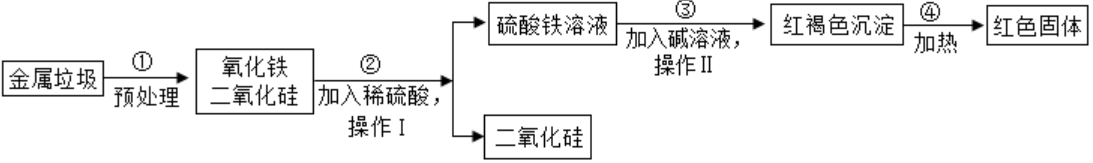 金属垃圾
①
预处理
氧化铁
二氧化硅
②
加入稀硫酸，
操作Ⅰ
硫酸铁溶液
二氧化硅
③
加入碱溶液，
操作Ⅱ
红褐色沉淀
④
加热
红色固体